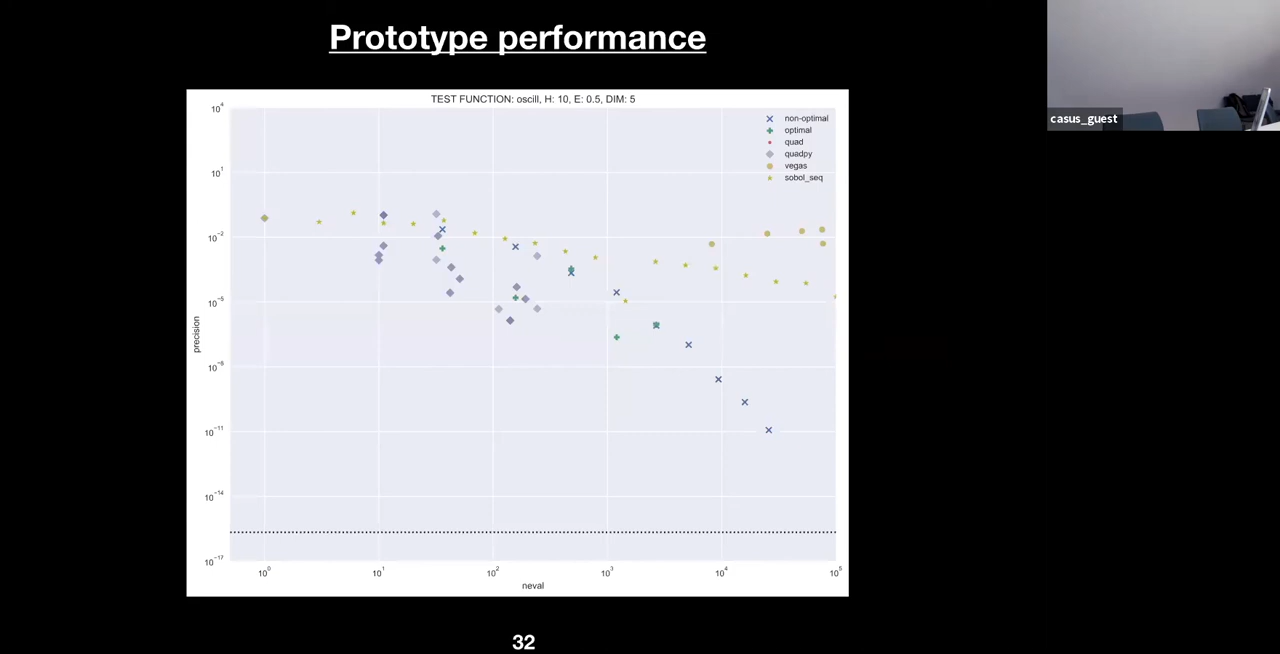 Prototype performance
casus_guest
TEST FUNCTION: oscill, H: 10, E: 0.5, DIM: 5
non-optimal
optimal
quad
quadpy
vegas
sobol_seq
precision
10^4
10^1
10^-2
10^-5
10^-8
10^-11
10^-14
10^-17
10^0 10^1 10^2 10^3 10^4 10^5
neval
32